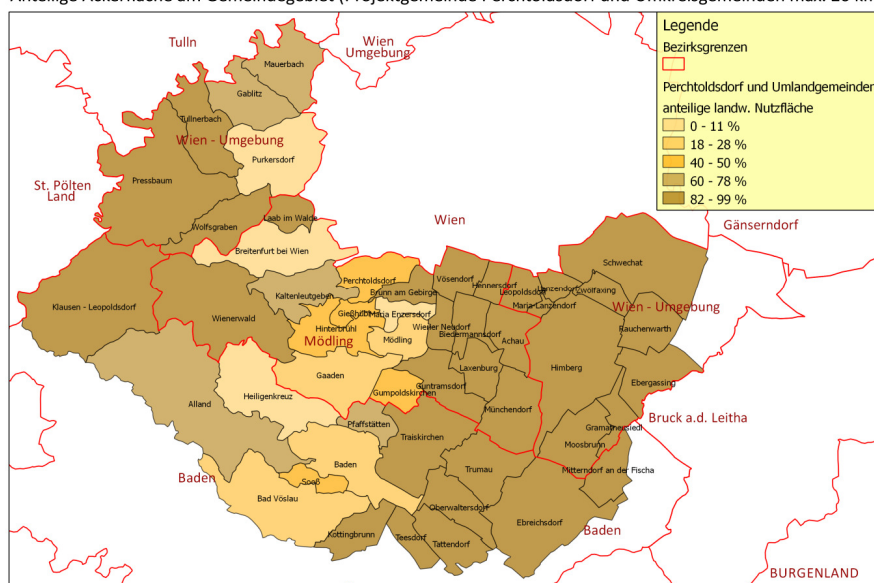 Anteilige Ackerfläche am Gemeindegebiet (Projektgemeinde Perchtoldsdorf und Umkreisgemeinden max.
Tulln
Wien
Umgebung
Mauerbach
Gablitz
Tullnerbach
Wien - Umgebung
Purkersdorf
Pressbaum
St. Pölten
Land
Wolfsgraben
Laab im Walde
Wien
Breitenfurt bei Wien
Gänserndorf
Schwechat
Perchtoldsdorf
Vösendorf
Hennersdorf
Kaltenleutgeben
Brunn am Gebirge
Leopoldsdorf
Lanzendorf
Zwölfaxing
Maria-Lanzendorf
Wien - Umgebung
Klausen - Leopoldsdorf
Wienerwald
Gießhübl
Maria Enzersdorf
Hinterbrühl
Wiener Neudorf
Rauchenwarth
Mödling
Mödling
Biedermannsdorf
Achau
Himberg
Laxenburg
Gaaden
Ebergassing
Heiligenkreuz
Gumpoldskirchen
Guntramsdorf
Alland
Münchendorf
Bruck a.d. Leitha
Pfaffstätten
Gramatneusiedl
Traiskirchen
Moosbrunn
Baden
Trumau
Mitterndorf an der Fischa
Baden
Sooß
Bad Vöslau
Oberwaltersdorf
Ebreichsdorf
Baden
Kottingbrunn
Teesdorf
Tattendorf
BURGENLAND
Legende
Bezirksgrenzen
Perchtoldsdorf und Umlandgemeinden
anteilige landw. Nutzfläche
0 - 11 %
18 - 28 %
40 - 50 %
60 - 78 %
82 - 99 %